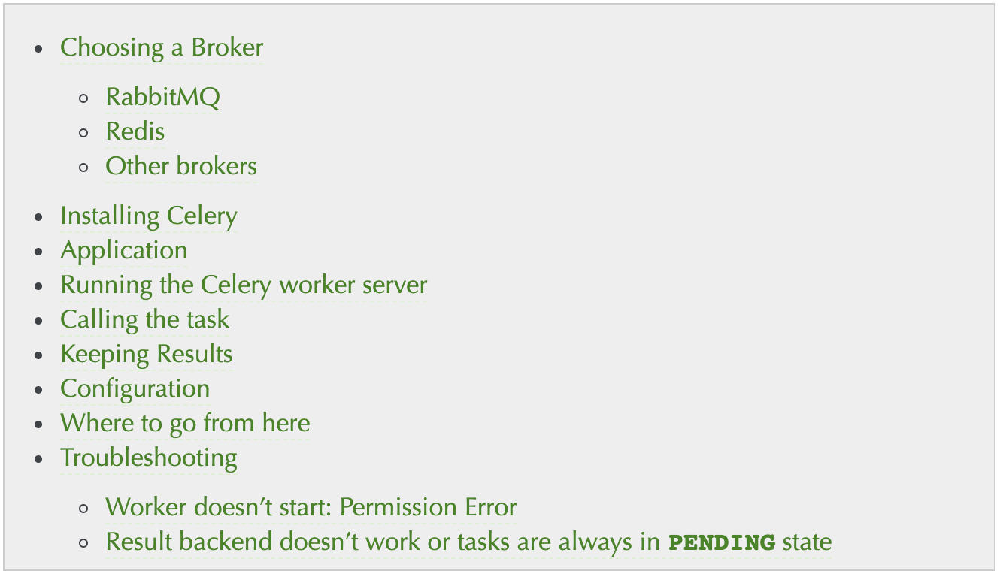 Choosing a Broker
RabbitMQ
Redis
Other brokers
Installing Celery
Application
Running the Celery worker server
Calling the task
Keeping Results
Configuration
Where to go from here
Troubleshooting
Worker doesn’t start: Permission Error
Result backend doesn’t work or tasks are always in PENDING state